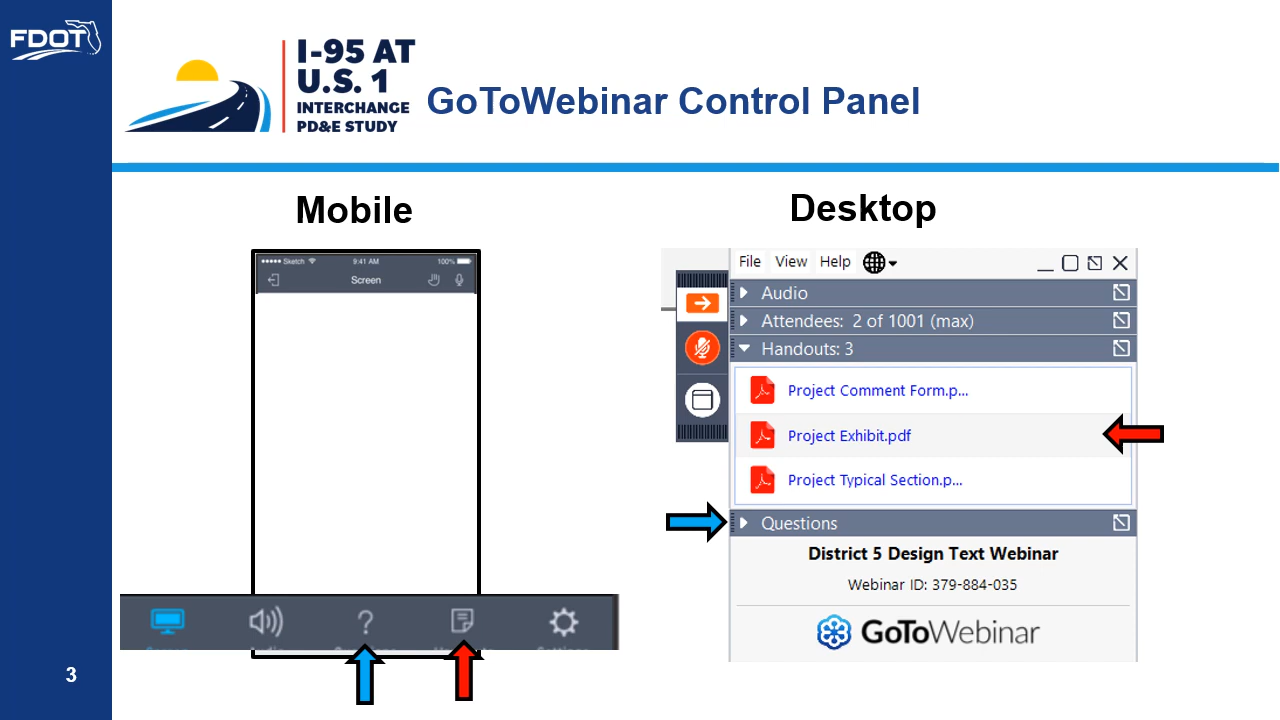 FDOT
I-95 AT
U.S. 1
INTERCHANGE
PD&E STUDY
GoToWebinar Control Panel
Mobile
Desktop
Sketch
9:41 AM
100%
Screen
File View Help
Audio
Attendees: 2 of 1001 (max)
Handouts: 3
Project Comment Form.p...
Project Exhibit.pdf
Project Typical Section.p...
Questions
District 5 Design Text Webinar
Webinar ID: 379-884-035
GoToWebinar
3